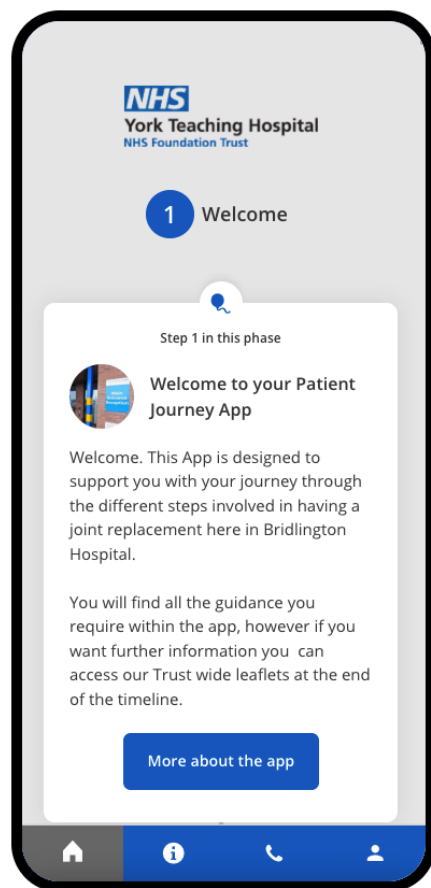 NHS
York Teaching Hospital
NHS Foundation Trust
1 Welcome
Step 1 in this phase
Welcome to your Patient
Journey App
Welcome. This App is designed to
support you with your journey through
the different steps involved in having a
joint replacement here in Bridlington
Hospital.
You will find all the guidance you
require within the app, however if you
want further information you  can
access our Trust wide leaflets at the end
of the timeline.
More about the app